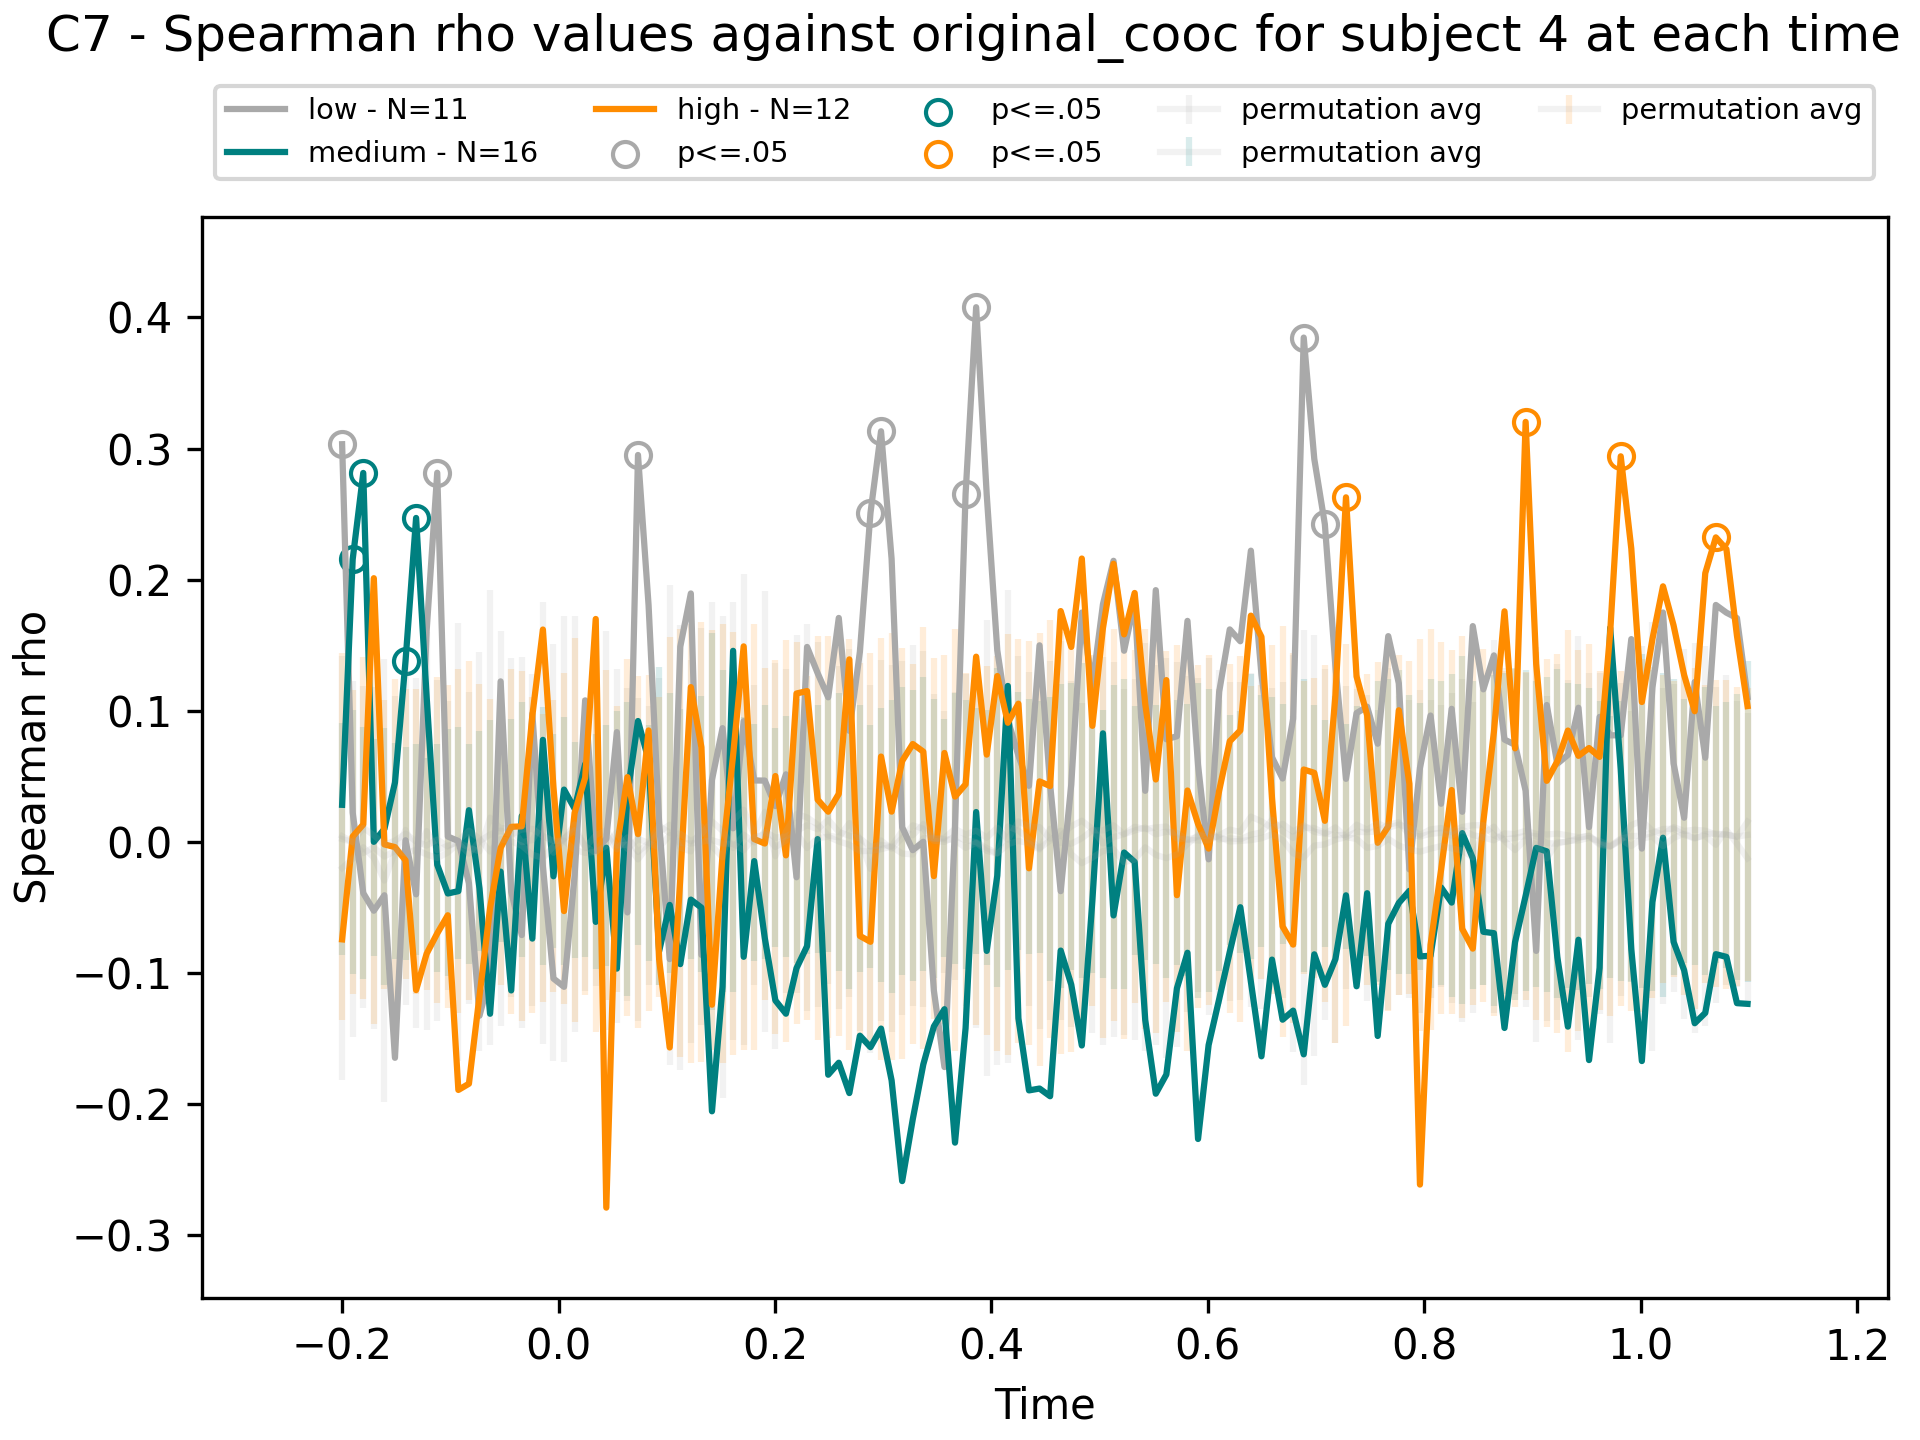 C7 - Spearman rho values against original_cooc for subject 4 at each time
low - N=11
medium - N=16
high - N=12
p<=.05
p<=.05
p<=.05
permutation avg
permutation avg
permutation avg
Spearman rho
0.4
0.3
0.2
0.1
0.0
−0.1
−0.2
−0.3
−0.2 0.0 0.2 0.4 0.6 0.8 1.0 1.2
Time